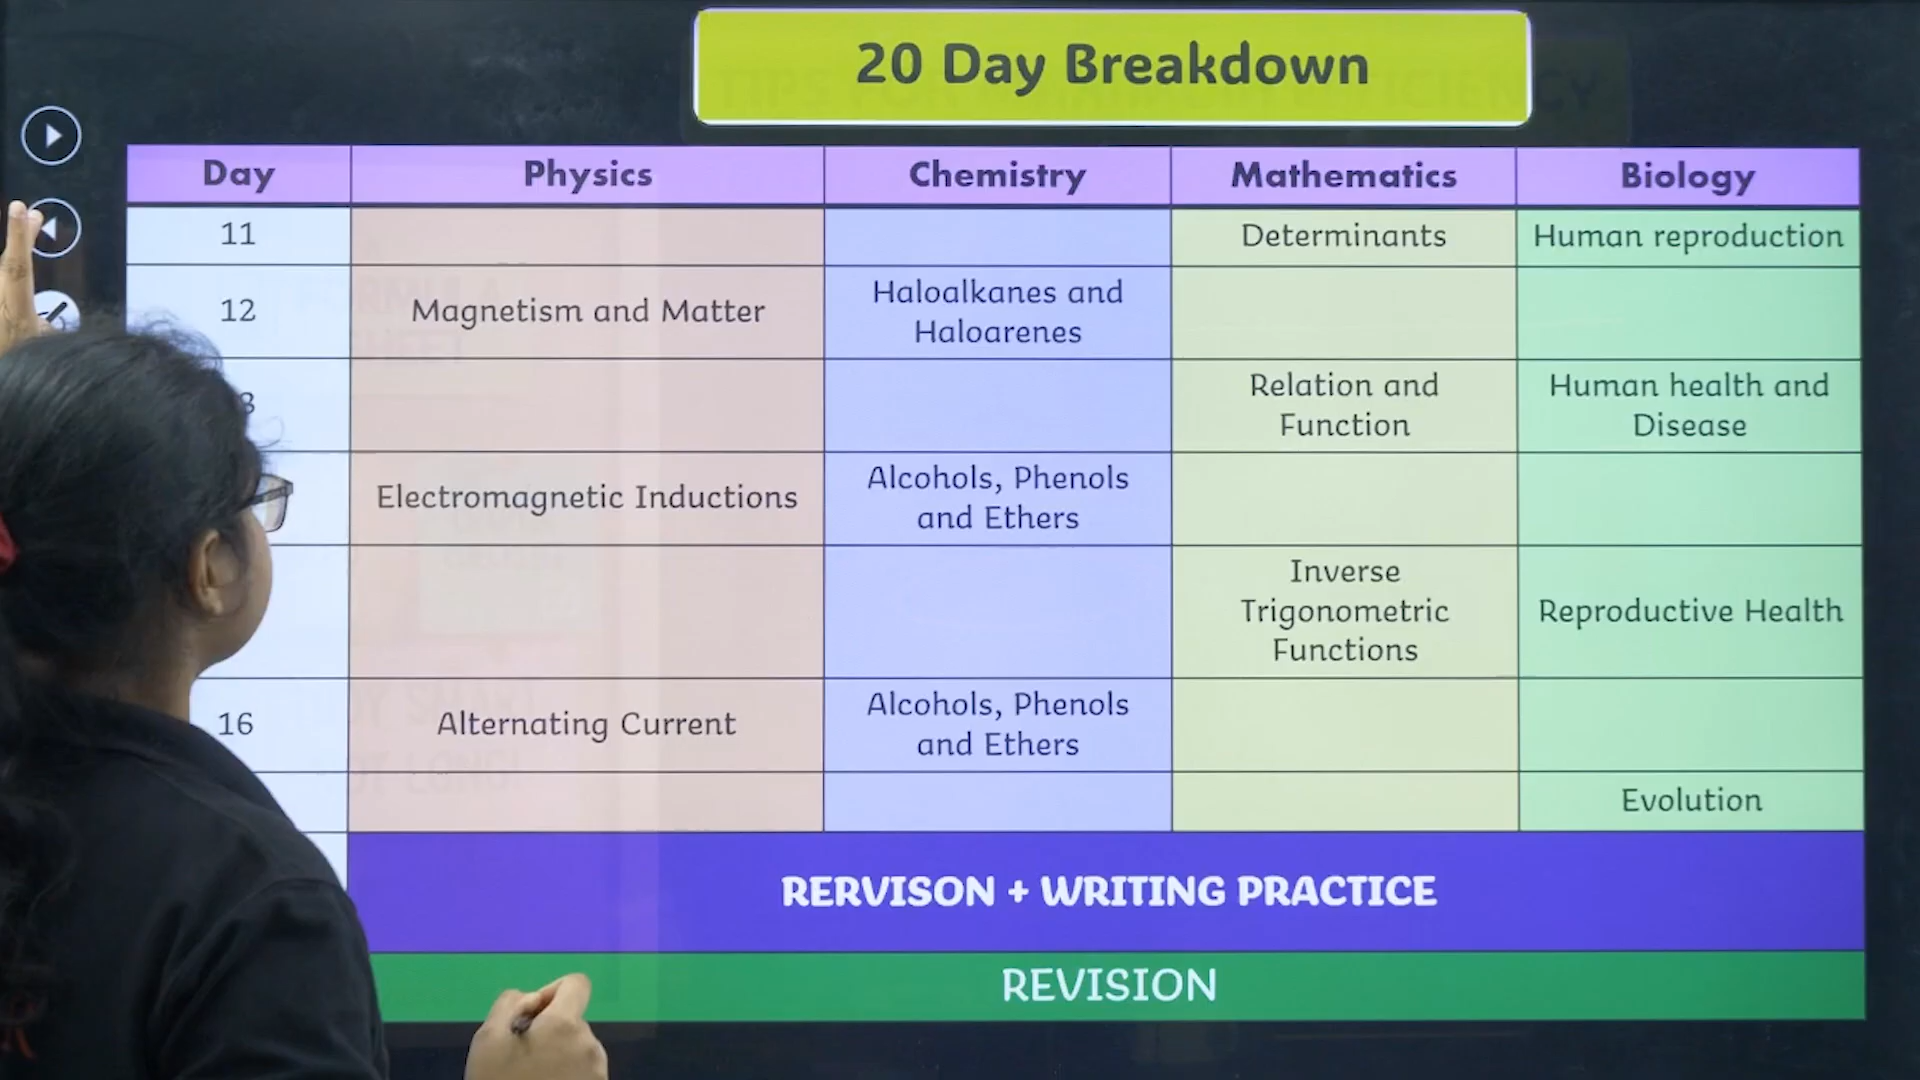 20 Day Breakdown
Day Physics Chemistry Mathematics Biology
11 Determinants Human reproduction
12 Magnetism and Matter Haloalkanes and
Haloarenes
3 Relation and Human health and
Function Disease
Electromagnetic Inductions Alcohols, Phenols
and Ethers
Inverse
Trigonometric Reproductive Health
Functions
16 Alternating Current Alcohols, Phenols
and Ethers
Evolution
RERVISON + WRITING PRACTICE
REVISION